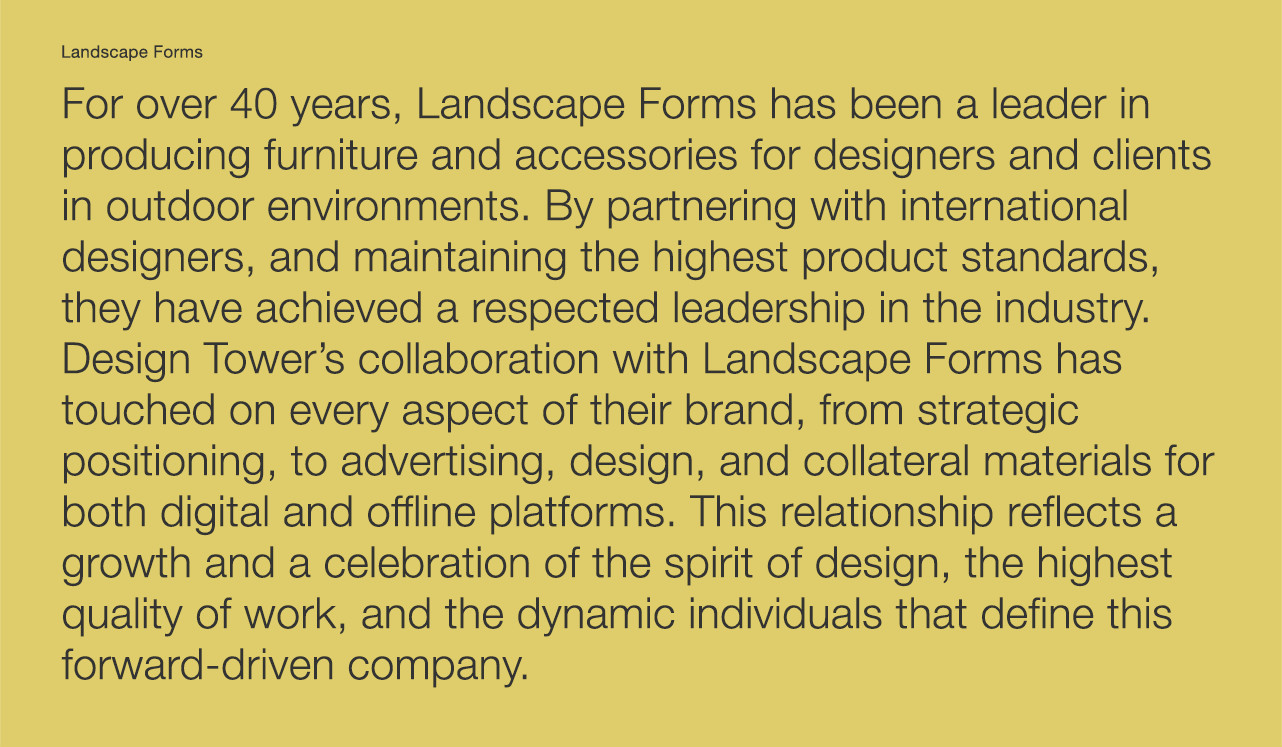 Landscape Forms
For over 40 years, Landscape Forms has been a leader in
producing furniture and accessories for designers and clients
in outdoor environments. By partnering with international
designers, and maintaining the highest product standards,
they have achieved a respected leadership in the industry.
Design Tower’s collaboration with Landscape Forms has
touched on every aspect of their brand, from strategic
positioning, to advertising, design, and collateral materials for
both digital and offline platforms. This relationship reflects a
growth and a celebration of the spirit of design, the highest
quality of work, and the dynamic individuals that define this
forward-driven company.